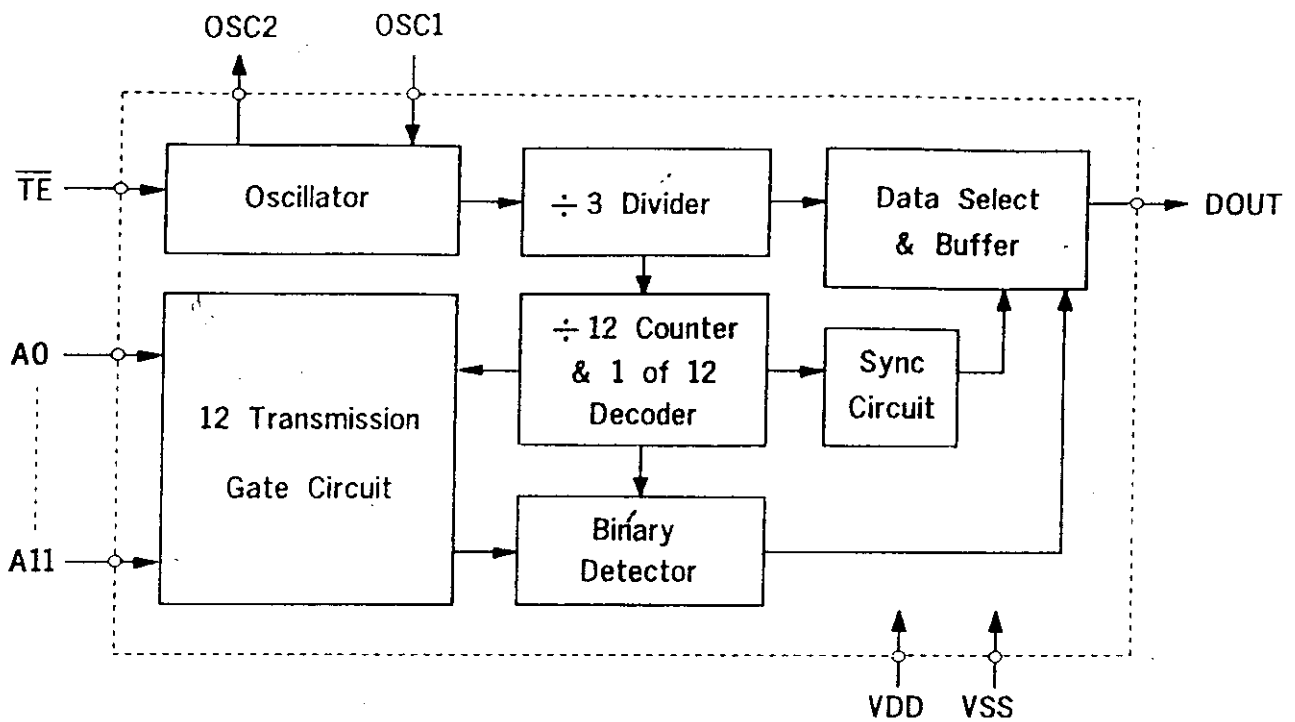 OSC2 OSC1
T̅E̅
Oscillator
÷3 Divider
Data Select
& Buffer
DOUT
A0
A11
12 Transmission
Gate Circuit
÷12 Counter
& 1 of 12
Decoder
Sync
Circuit
Binary
Detector
VDD VSS